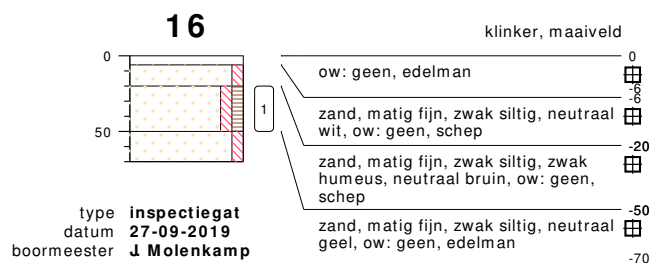 16
klinker, maaiveld
0
0
ow: geen, edelman
-6
-6
zand, matig fijn, zwak siltig, neutraal
wit, ow: geen, schep
1
50
-20
zand, matig fijn, zwak siltig, zwak
humeus, neutraal bruin, ow: geen,
schep
-50
zand, matig fijn, zwak siltig, neutraal
geel, ow: geen, edelman
-70
type inspectiegat
datum 27-09-2019
boormeester J. Molenkamp